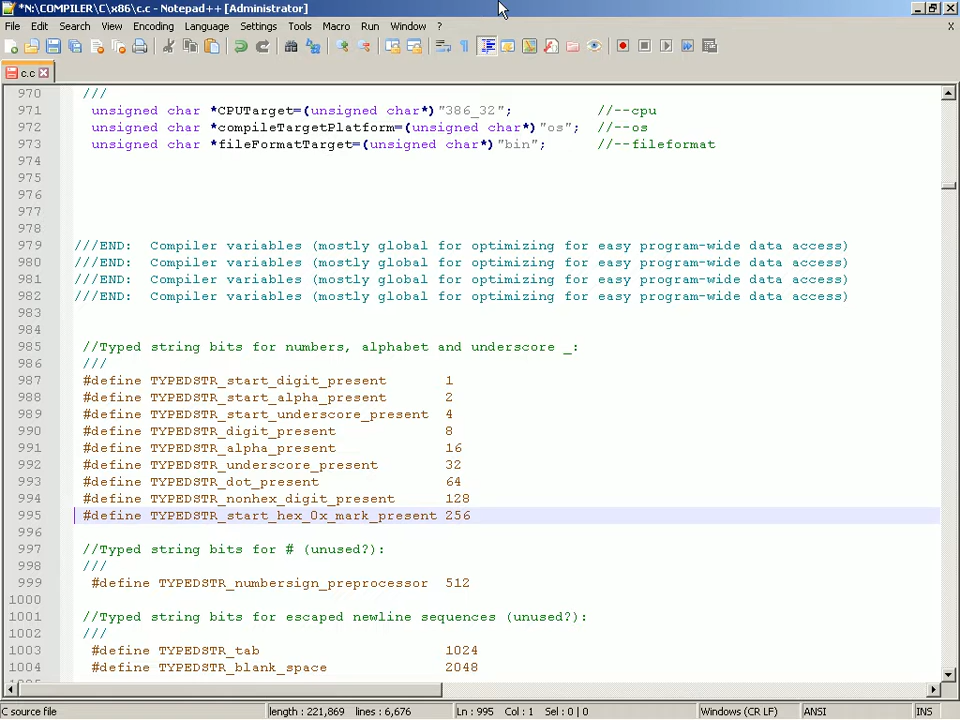 *N:\COMPILER\C\x86\c.c - Notepad++ [Administrator]
File Edit Search View Encoding Language Settings Tools Macro Run Window ? X
c.c
970 ///
971 unsigned char *CPUTarget=(unsigned char*)"386_32"; //--cpu
972 unsigned char *compileTargetPlatform=(unsigned char*)"os"; //--os
973 unsigned char *fileFormatTarget=(unsigned char*)"bin"; //--fileformat
974
975
976
977
978
979 ///END: Compiler variables (mostly global for optimizing for easy program-wide data access)
980 ///END: Compiler variables (mostly global for optimizing for easy program-wide data access)
981 ///END: Compiler variables (mostly global for optimizing for easy program-wide data access)
982 ///END: Compiler variables (mostly global for optimizing for easy program-wide data access)
983
984
985 //Typed string bits for numbers, alphabet and underscore _:
986 ///
987 #define TYPEDSTR_start_digit_present 1
988 #define TYPEDSTR_start_alpha_present 2
989 #define TYPEDSTR_start_underscore_present 4
990 #define TYPEDSTR_digit_present 8
991 #define TYPEDSTR_alpha_present 16
992 #define TYPEDSTR_underscore_present 32
993 #define TYPEDSTR_dot_present 64
994 #define TYPEDSTR_nonhex_digit_present 128
995 #define TYPEDSTR_start_hex_0x_mark_present 256
996
997 //Typed string bits for # (unused?):
998 ///
999 #define TYPEDSTR_numbersign_preprocessor 512
1000
1001 //Typed string bits for escaped newline sequences (unused?):
1002 ///
1003 #define TYPEDSTR_tab 1024
1004 #define TYPEDSTR_blank_space 2048
C source file length : 221,869 lines : 6,676 Ln : 995 Col : 1 Sel : 0 | 0 Windows (CR LF) ANSI INS